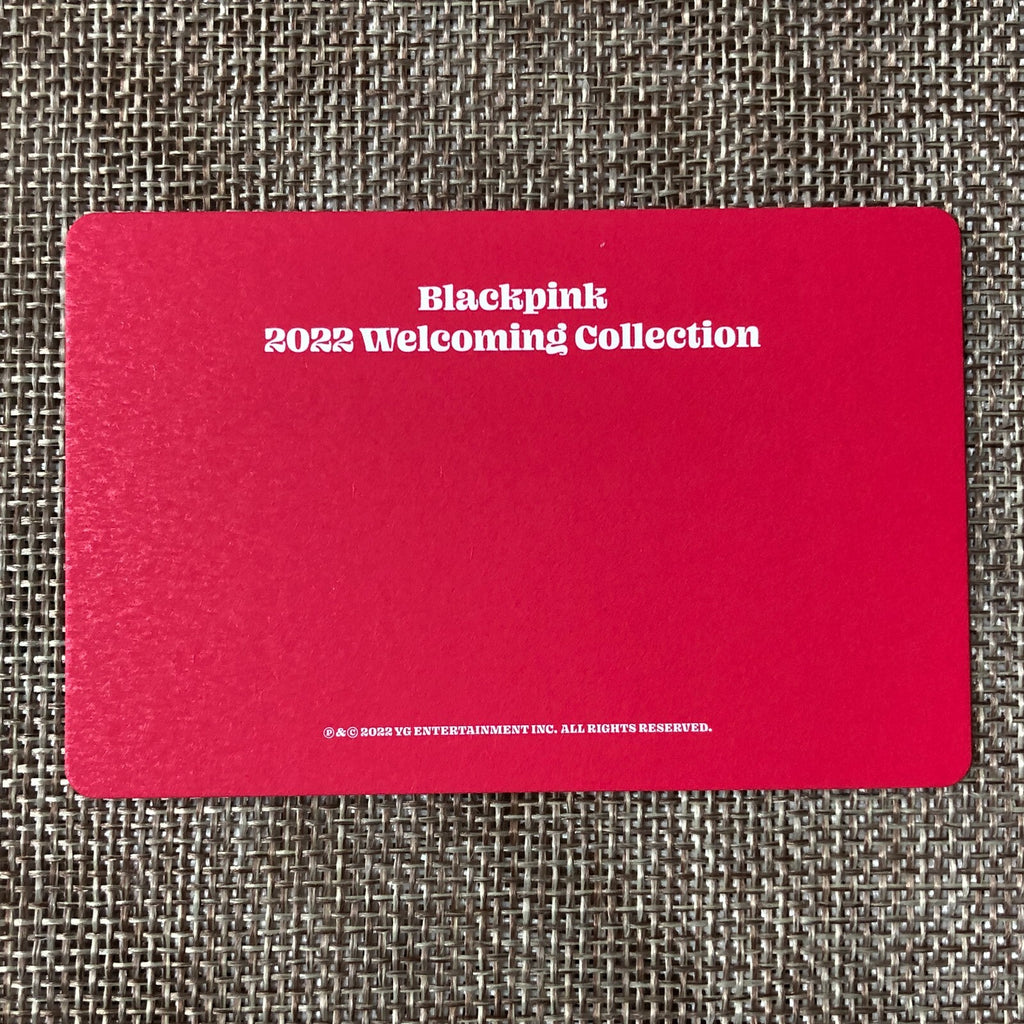 Blackpink
2022 Welcoming Collection
℗ & © 2022 YG ENTERTAINMENT INC. ALL RIGHTS RESERVED.